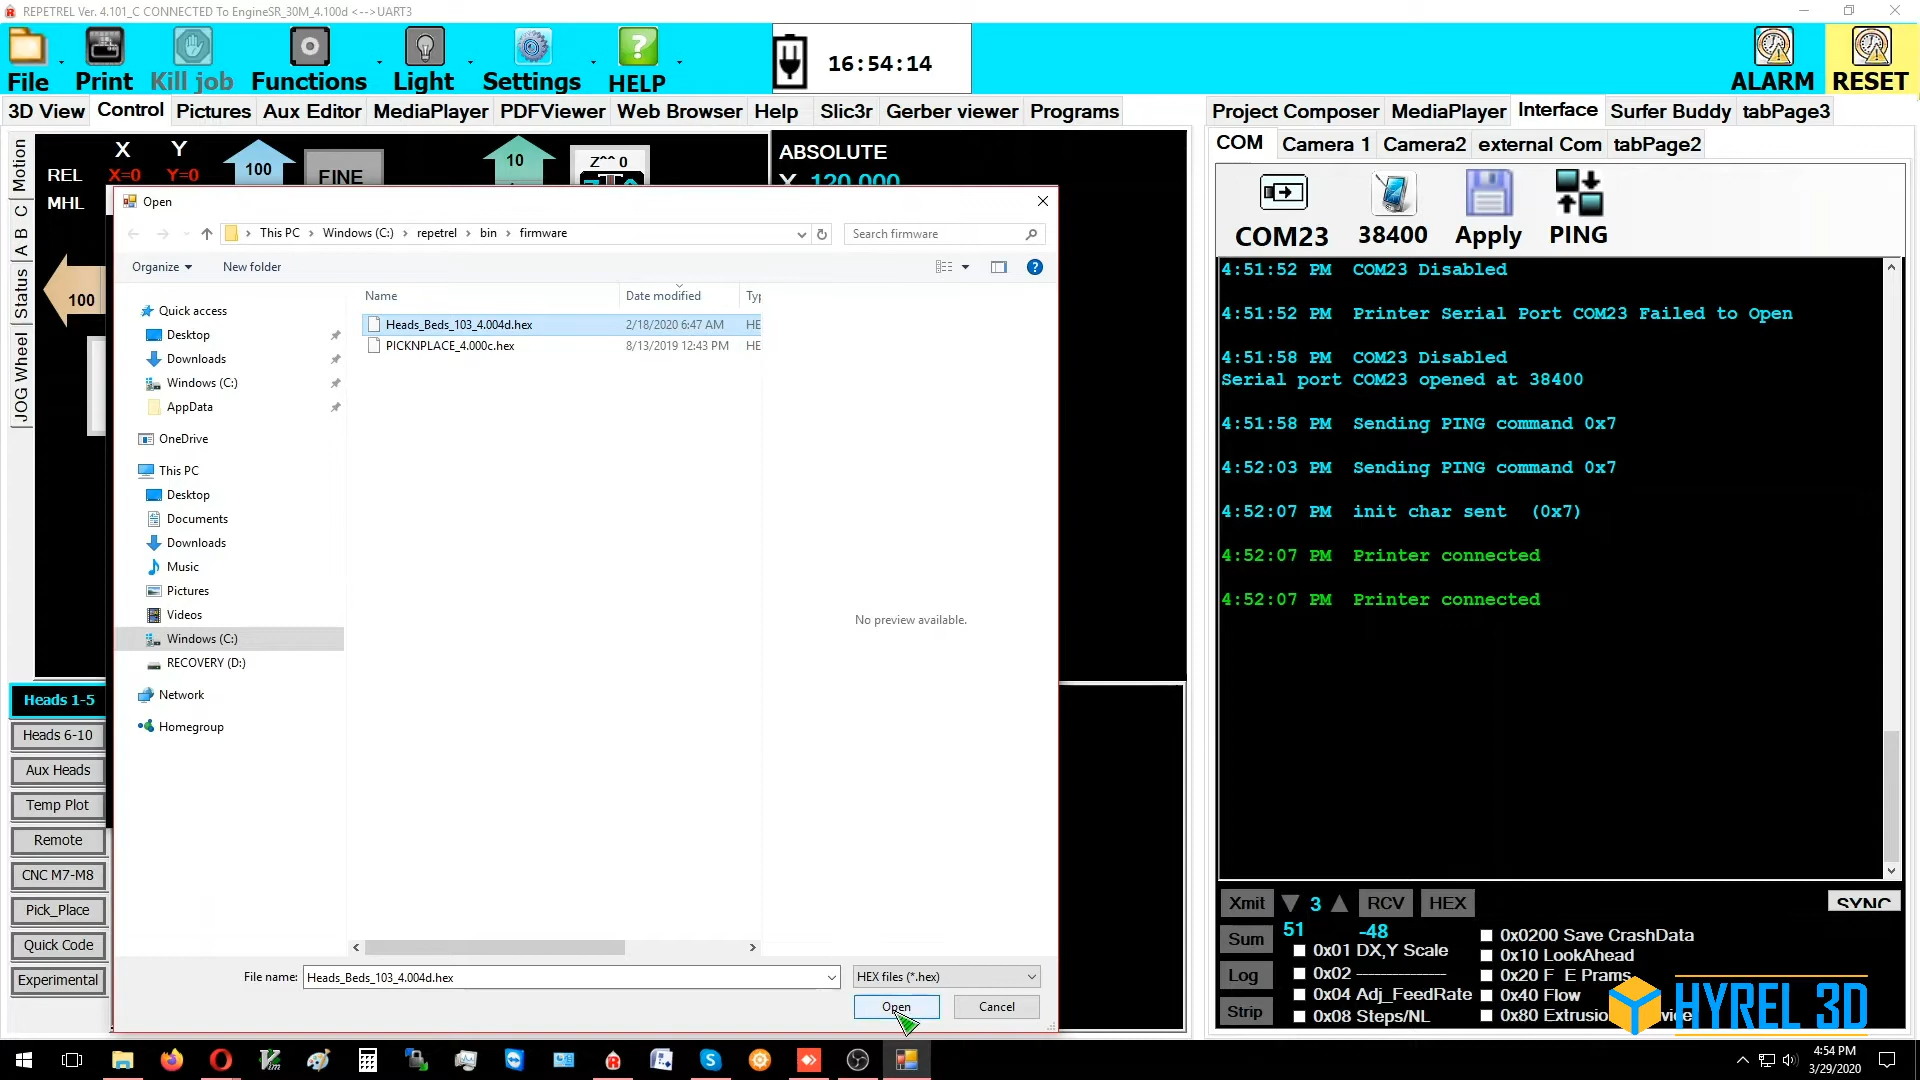 REPETREL Ver. 4.101_C CONNECTED To EngineSR_30M_4.100d <-->UART3
File
Print
Kill job
Functions
Light
Settings
HELP
16:54:14
ALARM
RESET
3D View
Control
Pictures
Aux Editor
MediaPlayer
PDFViewer
Web Browser
Help
Slic3r
Gerber viewer
Programs
Project Composer
MediaPlayer
Interface
Surfer Buddy
tabPage3
COM
Camera 1
Camera2
external Com
tabPage2
Motion
A B C
Status
JOG Wheel
X
Y
REL
X=0
Y=0
MHL
100
FINE
10
Z^^ 0
ABSOLUTE
X 120.000
100
COM23
38400
Apply
PING
Open
This PC
Windows (C:)
repetrel
bin
firmware
Search firmware
Organize
New folder
Name
Date modified
Quick access
Desktop
Downloads
Windows (C:)
AppData
OneDrive
This PC
Desktop
Documents
Downloads
Music
Pictures
Videos
Windows (C:)
RECOVERY (D:)
Network
Homegroup
Heads_Beds_103_4.004d.hex 2/18/2020 6:47 AM HE
PICKNPLACE_4.000c.hex 8/13/2019 12:43 PM HE
No preview available.
File name:
Heads_Beds_103_4.004d.hex
HEX files (*.hex)
Open
Cancel
4:51:52 PM COM23 Disabled
4:51:52 PM Printer Serial Port COM23 Failed to Open
4:51:58 PM COM23 Disabled
Serial port COM23 opened at 38400
4:51:58 PM Sending PING command 0x7
4:52:03 PM Sending PING command 0x7
4:52:07 PM init char sent (0x7)
4:52:07 PM Printer connected
4:52:07 PM Printer connected
Heads 1-5
Heads 6-10
Aux Heads
Temp Plot
Remote
CNC M7-M8
Pick_Place
Quick Code
Experimental
Xmit
3
RCV
HEX
SYNC
Sum
51
-48
Log
Strip
0x01 DX,Y Scale
0x02 ---------------
0x04 Adj_FeedRate
0x08 Steps/NL
0x0200 Save CrashData
0x10 LookAhead
0x20 F E Prams
0x40 Flow
0x80
HYREL 3D
4:54 PM
3/29/2020